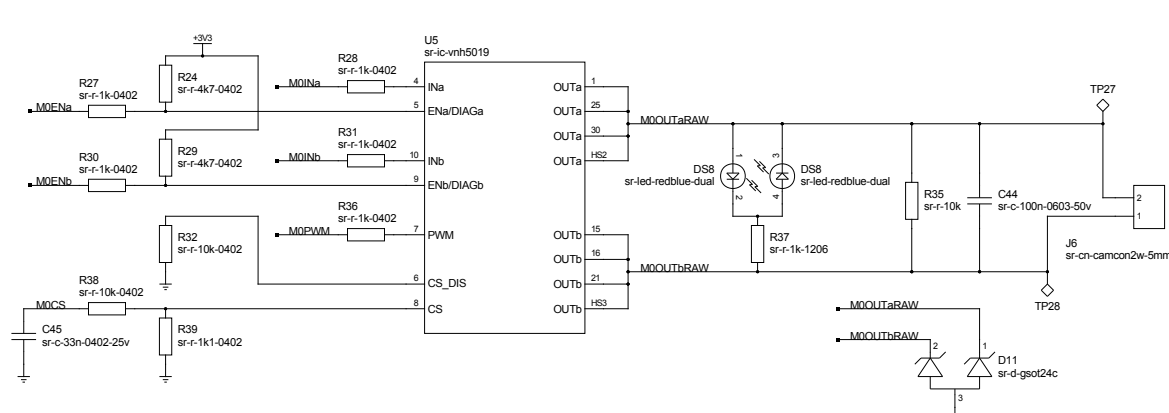 U5
sr-ic-vnh5019
+3V3
R28
sr-r-1k-0402
R27
sr-r-1k-0402
R24
sr-r-4k7-0402
M0INa
4
INa
OUTa
1
M0ENa
5
ENa/DIAGa
OUTa
25
OUTa
30
M0OUTaRAW
TP27
R31
sr-r-1k-0402
R30
sr-r-1k-0402
R29
sr-r-4k7-0402
M0INb
10
INb
OUTa
HS2
M0ENb
9
ENb/DIAGb
1
3
DS8
sr-led-redblue-dual
DS8
sr-led-redblue-dual
2
4
R35
sr-r-10k
C44
sr-c-100n-0603-50v
2
1
J6
sr-cn-camcon2w-5mm
R36
sr-r-1k-0402
M0PWM
7
PWM
R32
sr-r-10k-0402
OUTb
15
OUTb
16
R37
sr-r-1k-1206
M0OUTbRAW
6
CS_DIS
OUTb
21
R38
sr-r-10k-0402
M0CS
8
CS
OUTb
HS3
TP28
C45
sr-c-33n-0402-25v
R39
sr-r-1k1-0402
M0OUTaRAW
M0OUTbRAW
2
1
D11
sr-d-gsot24c
3